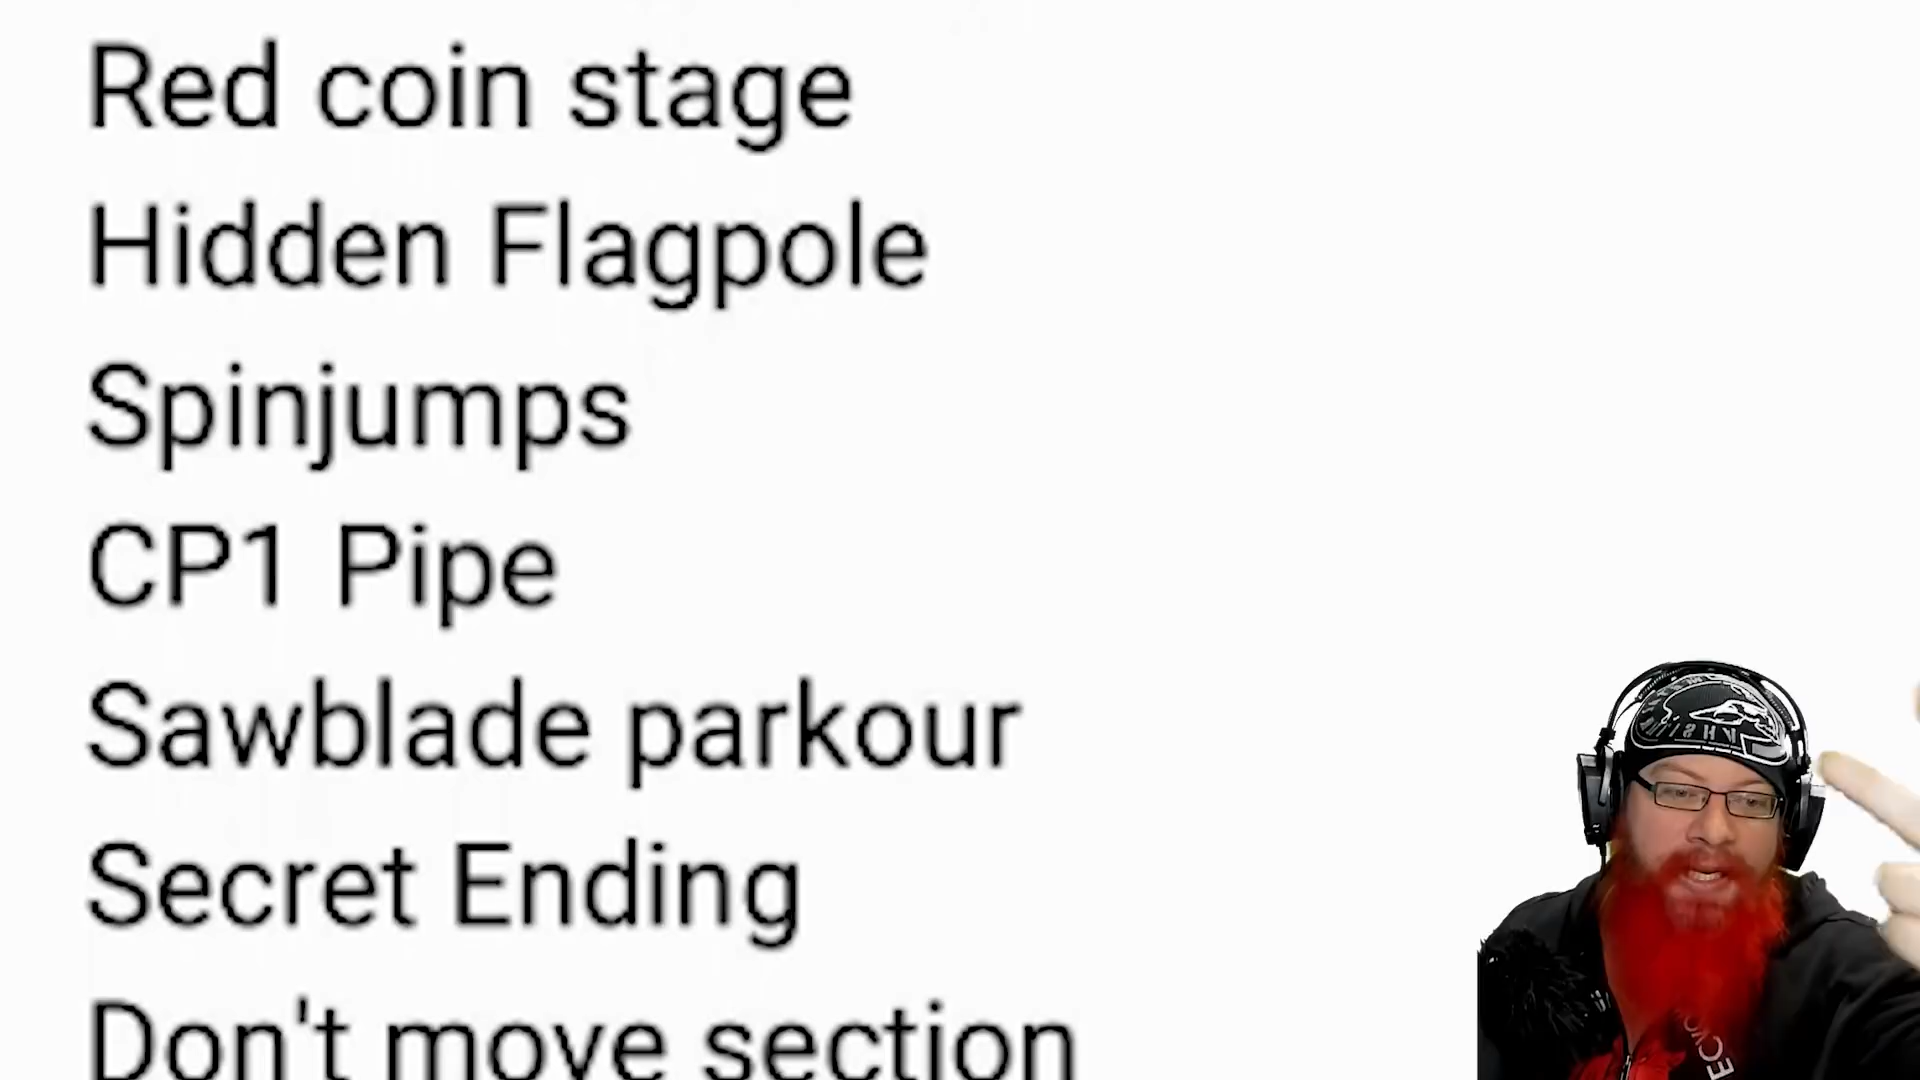 Red coin stage
Hidden Flagpole
Spinjumps
CP1 Pipe
Sawblade parkour
Secret Ending
Don't move section